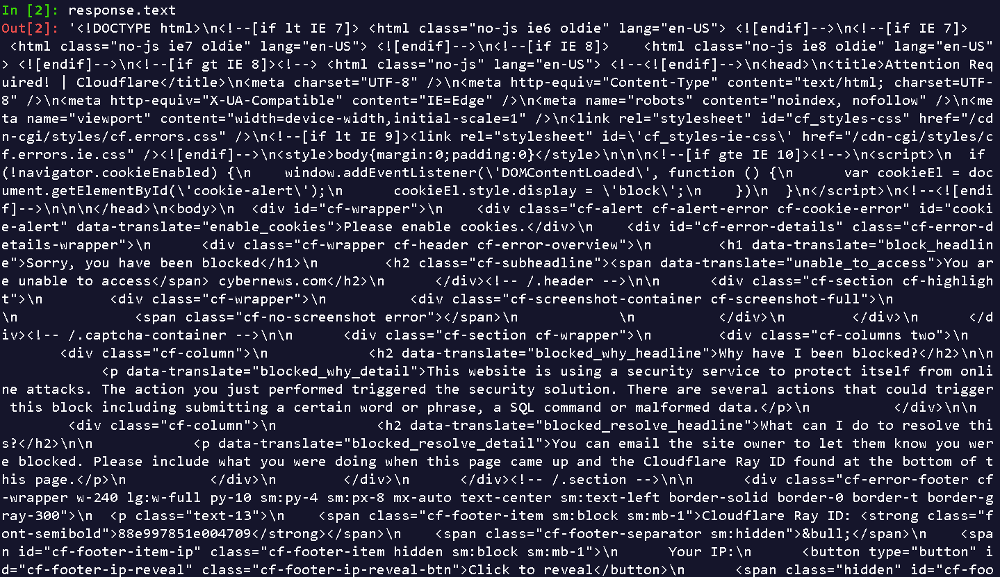 In [2]: response.text
Out[2]: '<!DOCTYPE html>\n<!--[if lt IE 7]> <html class="no-js ie6 oldie" lang="en-US"> <![endif]-->\n<!--[if IE 7]>
 <html class="no-js ie7 oldie" lang="en-US"> <![endif]-->\n<!--[if IE 8]>    <html class="no-js ie8 oldie" lang="en-US"
> <![endif]-->\n<!--[if gt IE 8]><!--> <html class="no-js" lang="en-US"> <!--<![endif]-->\n<head>\n<title>Attention Req
uired! | Cloudflare</title>\n<meta charset="UTF-8" />\n<meta http-equiv="Content-Type" content="text/html; charset=UTF-
8" />\n<meta http-equiv="X-UA-Compatible" content="IE=Edge" />\n<meta name="robots" content="noindex, nofollow" />\n<me
ta name="viewport" content="width=device-width,initial-scale=1" />\n<link rel="stylesheet" id="cf_styles-css" href="/cd
n-cgi/styles/cf.errors.css" />\n<!--[if lt IE 9]><link rel="stylesheet" id=\'cf_styles-ie-css\' href="/cdn-cgi/styles/c
f.errors.ie.css" /><![endif]-->\n<style>body{margin:0;padding:0}</style>\n\n\n<!--[if gte IE 10]><!-->\n<script>\n  if 
(!navigator.cookieEnabled) {\n    window.addEventListener(\'DOMContentLoaded\', function () {\n      var cookieEl = doc
ument.getElementById(\'cookie-alert\');\n      cookieEl.style.display = \'block\';\n    })\n  }\n</script>\n<!--<![endi
f]-->\n\n\n</head>\n<body>\n  <div id="cf-wrapper">\n    <div class="cf-alert cf-alert-error cf-cookie-error" id="cooki
e-alert" data-translate="enable_cookies">Please enable cookies.</div>\n    <div id="cf-error-details" class="cf-error-d
etails-wrapper">\n      <div class="cf-wrapper cf-header cf-error-overview">\n        <h1 data-translate="block_headlin
e">Sorry, you have been blocked</h1>\n        <h2 class="cf-subheadline"><span data-translate="unable_to_access">You ar
e unable to access</span> cybernews.com</h2>\n      </div><!-- /.header -->\n\n      <div class="cf-section cf-highligh
t">\n        <div class="cf-wrapper">\n          <div class="cf-screenshot-container cf-screenshot-full">\n
\n              <span class="cf-no-screenshot error"></span>\n            \n          </div>\n        </div>\n      </d
iv><!-- /.captcha-container -->\n\n      <div class="cf-section cf-wrapper">\n        <div class="cf-columns two">\n
       <div class="cf-column">\n            <h2 data-translate="blocked_why_headline">Why have I been blocked?</h2>\n\n
            <p data-translate="blocked_why_detail">This website is using a security service to protect itself from onli
ne attacks. The action you just performed triggered the security solution. There are several actions that could trigger
 this block including submitting a certain word or phrase, a SQL command or malformed data.</p>\n          </div>\n\n
        <div class="cf-column">\n            <h2 data-translate="blocked_resolve_headline">What can I do to resolve thi
s?</h2>\n\n            <p data-translate="blocked_resolve_detail">You can email the site owner to let them know you wer
e blocked. Please include what you were doing when this page came up and the Cloudflare Ray ID found at the bottom of t
his page.</p>\n          </div>\n        </div>\n      </div><!-- /.section -->\n\n      <div class="cf-error-footer cf
-wrapper w-240 lg:w-full py-10 sm:py-4 sm:px-8 mx-auto text-center sm:text-left border-solid border-0 border-t border-g
ray-300">\n  <p class="text-13">\n    <span class="cf-footer-item sm:block sm:mb-1">Cloudflare Ray ID: <strong class="f
ont-semibold">88e997851e004709</strong></span>\n    <span class="cf-footer-separator sm:hidden">&bull;</span>\n    <spa
n id="cf-footer-item-ip" class="cf-footer-item hidden sm:block sm:mb-1">\n      Your IP:\n      <button type="button" i
d="cf-footer-ip-reveal" class="cf-footer-ip-reveal-btn">Click to reveal</button>\n      <span class="hidden" id="cf-foo